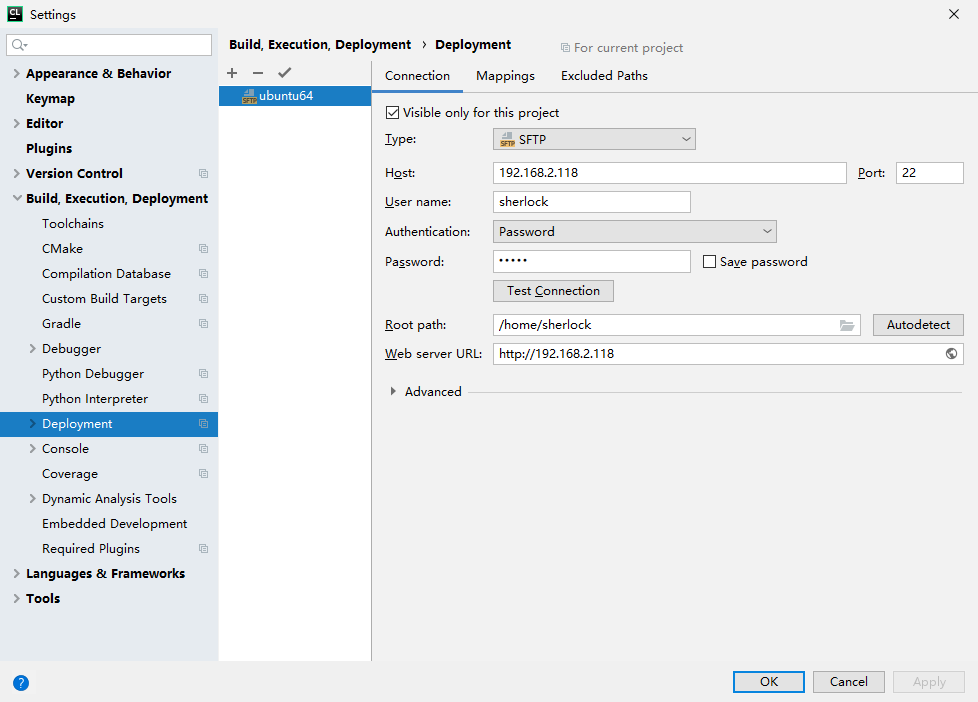 CL Settings
Build, Execution, Deployment › Deployment For current project
Appearance & Behavior
Keymap
Editor
Plugins
Version Control
Build, Execution, Deployment
Toolchains
CMake
Compilation Database
Custom Build Targets
Gradle
Debugger
Python Debugger
Python Interpreter
Deployment
Console
Coverage
Dynamic Analysis Tools
Embedded Development
Required Plugins
Languages & Frameworks
Tools
SFTP ubuntu64
Connection Mappings Excluded Paths
Visible only for this project
Type: SFTP SFTP
Host: 192.168.2.118 Port: 22
User name: sherlock
Authentication: Password
Password: ••••• Save password
Test Connection
Root path: /home/sherlock Autodetect
Web server URL: http://192.168.2.118
Advanced
? OK Cancel Apply